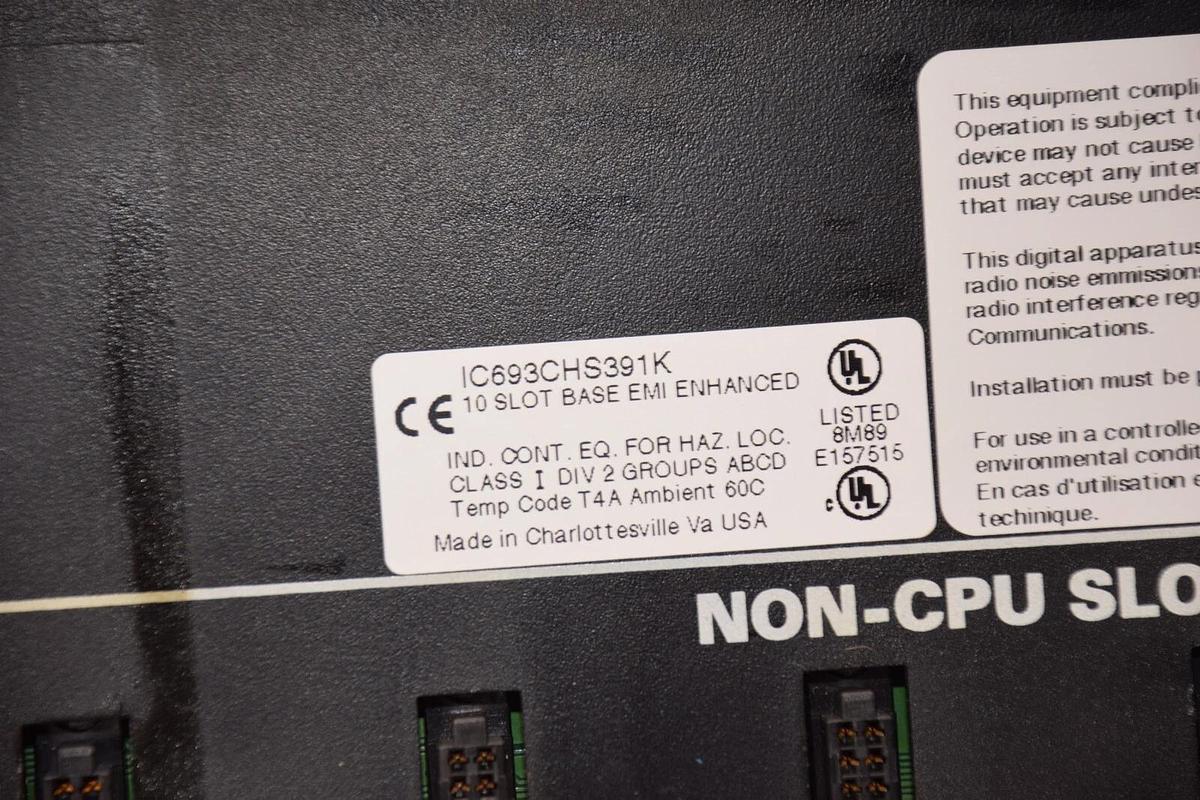 IC693CHS391K
10 SLOT BASE EMI ENHANCED
CE
IND. CONT. EQ. FOR HAZ. LOC.
CLASS I DIV 2 GROUPS ABCD
Temp Code T4A Ambient 60C
Made in Charlottesville Va USA
UL
LISTED
8M89
E157515
c UL
This equipment compli
Operation is subject to
device may not cause
must accept any inter
that may cause undes
This digital apparatus
radio noise emmissions
radio interference reg
Communications.
Installation must be p
For use in a controlle
environmental condit
En cas d'utilisation e
techinique.
NON-CPU SLO